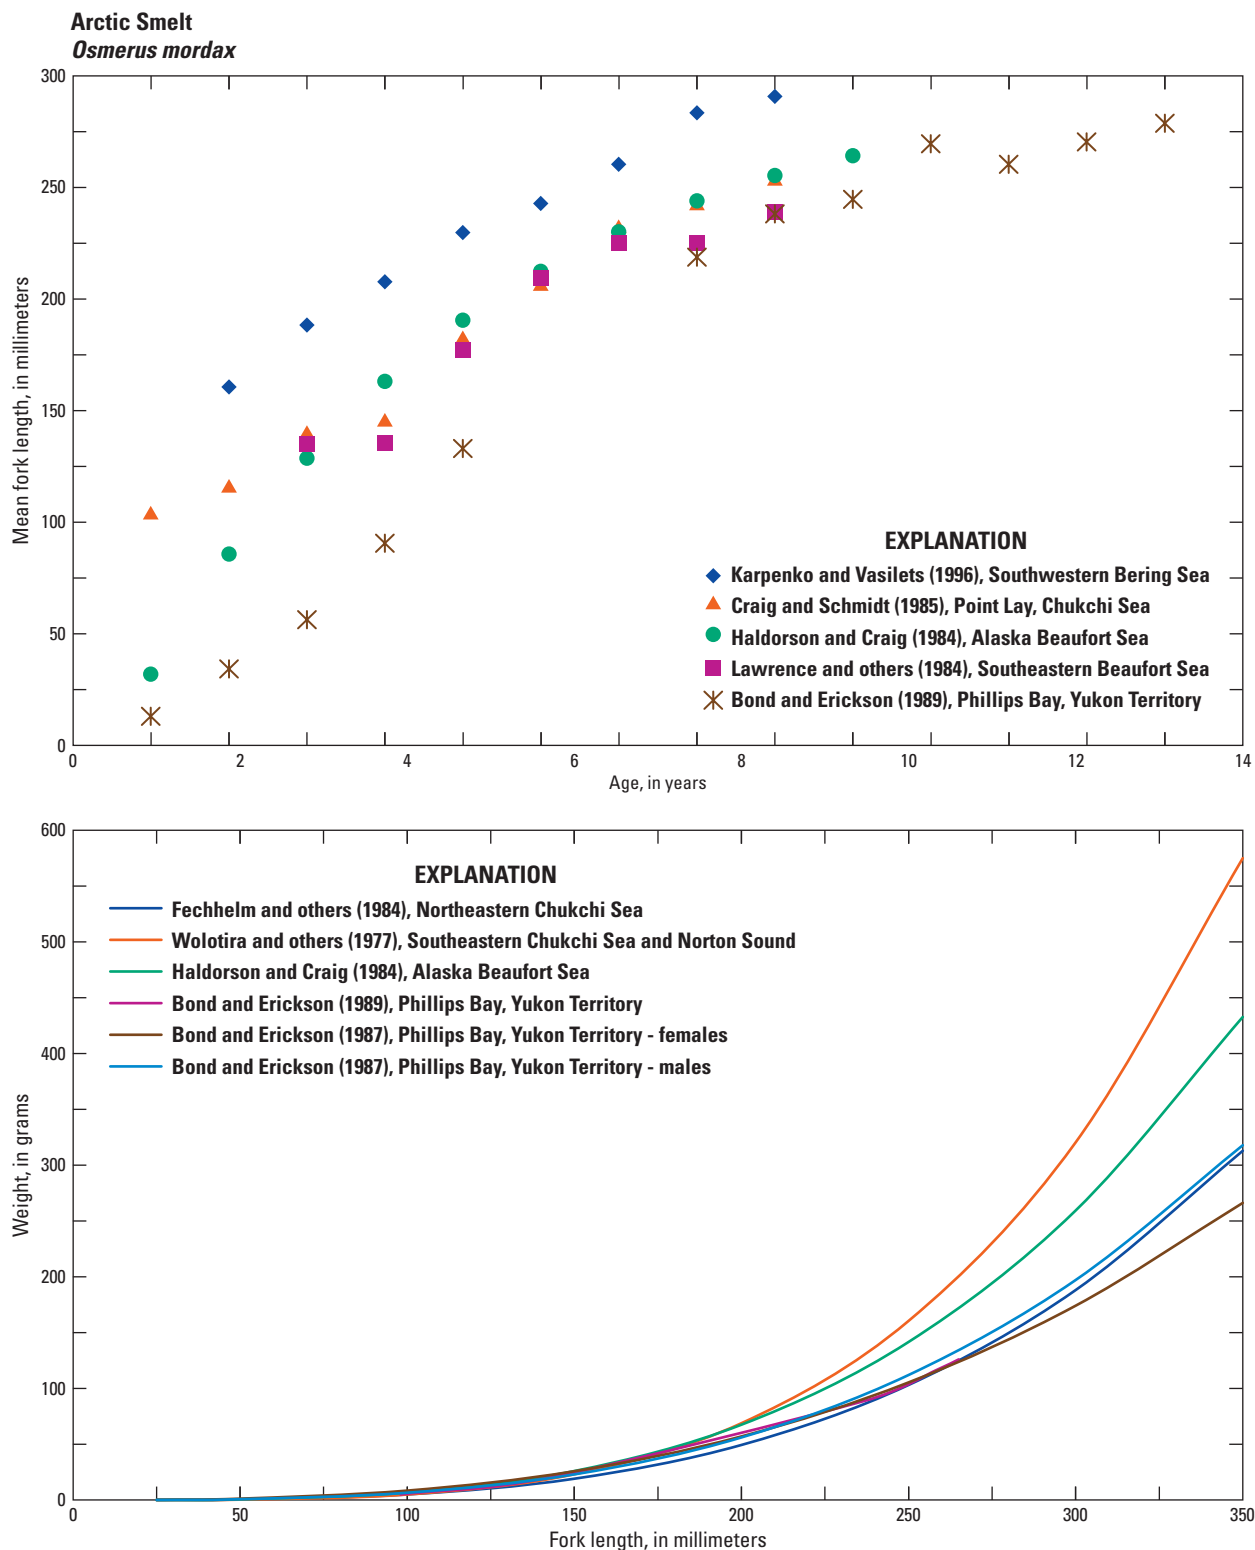 Arctic Smelt
Osmerus mordax
300
250
200
150
100
50
0
Mean fork length, in millimeters
EXPLANATION
Karpenko and Vasilets (1996), Southwestern Bering Sea
Craig and Schmidt (1985), Point Lay, Chukchi Sea
Haldorson and Craig (1984), Alaska Beaufort Sea
Lawrence and others (1984), Southeastern Beaufort Sea
Bond and Erickson (1989), Phillips Bay, Yukon Territory
0 2 4 6 8 10 12 14
Age, in years
600
500
400
300
200
100
0
Weight, in grams
EXPLANATION
Fechhelm and others (1984), Northeastern Chukchi Sea
Wolotira and others (1977), Southeastern Chukchi Sea and Norton Sound
Haldorson and Craig (1984), Alaska Beaufort Sea
Bond and Erickson (1989), Phillips Bay, Yukon Territory
Bond and Erickson (1987), Phillips Bay, Yukon Territory - females
Bond and Erickson (1987), Phillips Bay, Yukon Territory - males
0 50 100 150 200 250 300 350
Fork length, in millimeters